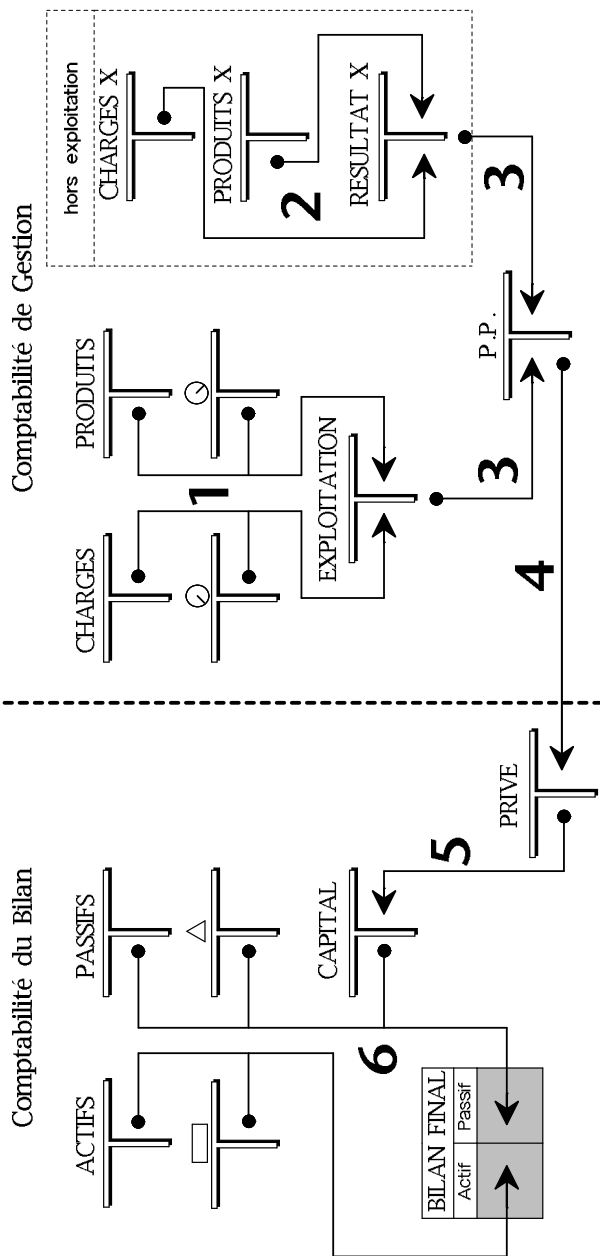 Comptabilité du Bilan
Comptabilité de Gestion
ACTIFS
PASSIFS
CHARGES
PRODUITS
hors exploitation
CHARGES X
PRODUITS X
RESULTAT X
1
2
EXPLOITATION
CAPITAL
3
3
P.P.
4
PRIVE
5
6
BILAN FINAL
Actif
Passif